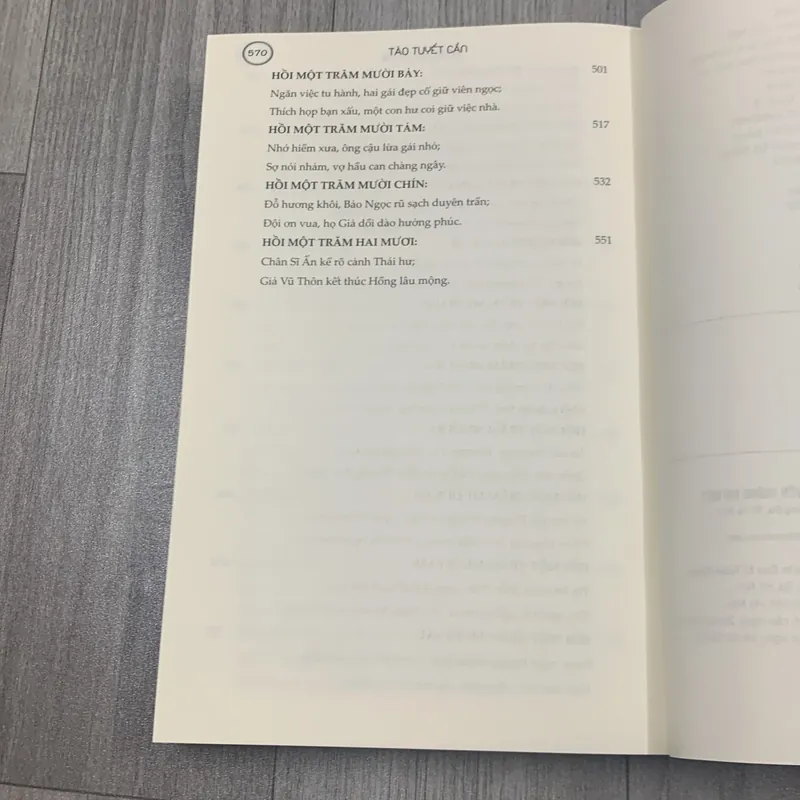 570
TÀO TUYẾT CẦN
HỒI MỘT TRĂM MƯỜI BẢY: 501
Ngăn việc tu hành, hai gái đẹp cố giữ viên ngọc;
Thích họp bạn xấu, một con hư coi giữ việc nhà.
HỒI MỘT TRĂM MƯỜI TÁM: 517
Nhớ hiềm xưa, ông cậu lừa gái nhỏ;
Sợ nói nhảm, vợ hầu can chàng ngây.
HỒI MỘT TRĂM MƯỜI CHÍN: 532
Đỗ hương khôi, Bảo Ngọc rũ sạch duyên trần;
Đội ơn vua, họ Giả dồi dào hưởng phúc.
HỒI MỘT TRĂM HAI MƯƠI: 551
Chân Sĩ Ẩn kể rõ cảnh Thái hư;
Giả Vũ Thôn kết thúc Hồng lâu mộng.